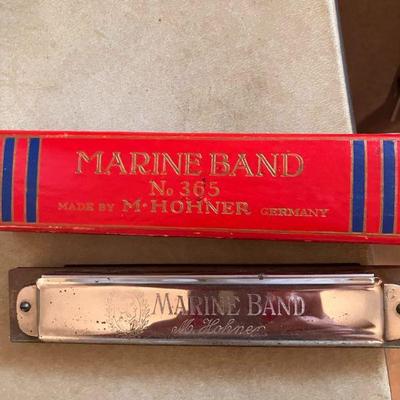 MARINE BAND
No 365
MADE BY M. HOHNER GERMANY
MARINE BAND
M. Hohner